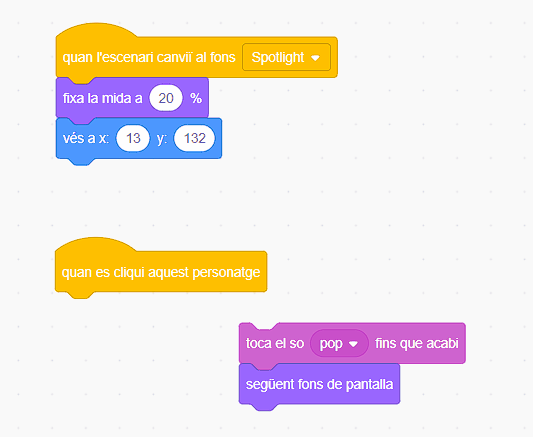 quan l'escenari canviï al fons Spotlight
fixa la mida a 20 %
vés a x: 13 y: 132
quan es cliqui aquest personatge
toca el so pop fins que acabi
següent fons de pantalla